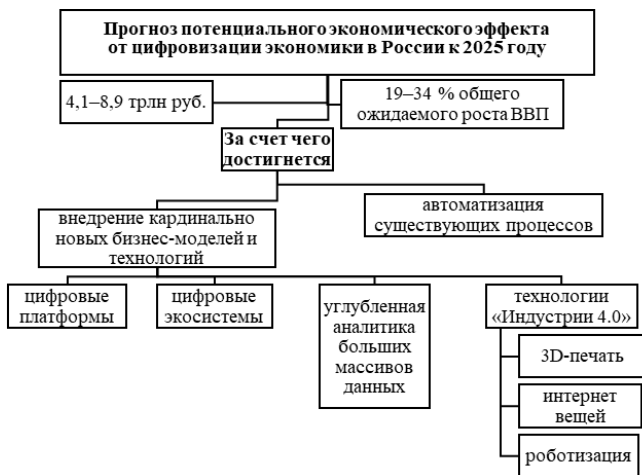 Прогноз потенциального экономического эффекта
от цифровизации экономики в России к 2025 году
4,1–8,9 трлн руб.
19–34 % общего
ожидаемого роста ВВП
За счет чего
достигнется
внедрение кардинально
новых бизнес-моделей и
технологий
автоматизация
существующих процессов
цифровые
платформы
цифровые
экосистемы
углубленная
аналитика
больших
массивов
данных
технологии
«Индустрии 4.0»
3D-печать
интернет
вещей
роботизация